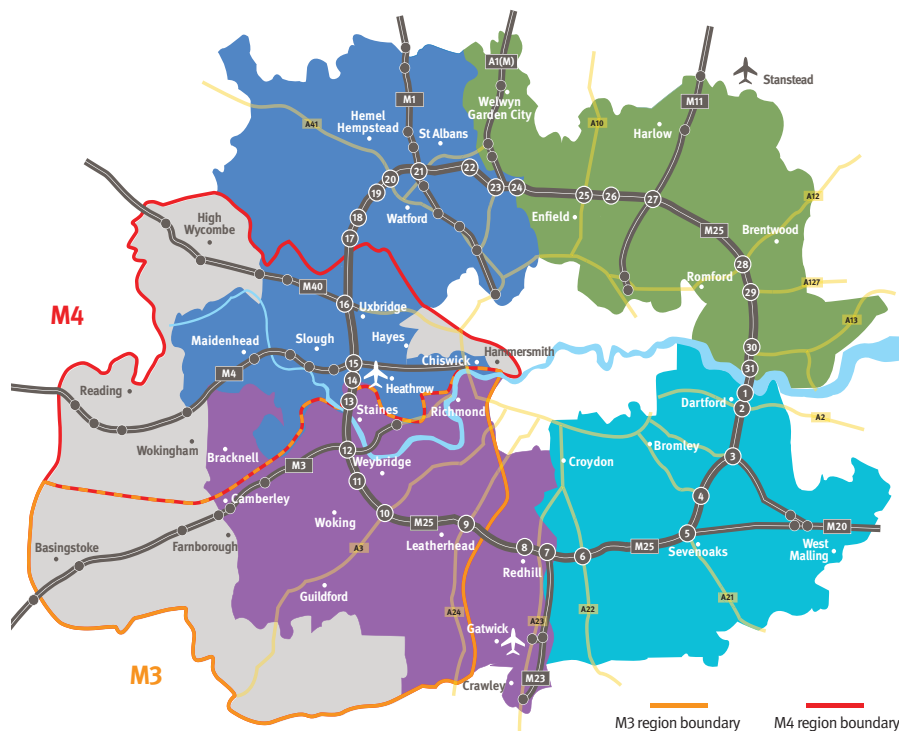 A1(M)
M1
Stanstead
Welwyn
Garden City
M11
Hemel
Hempstead
A41
St Albans
A10
Harlow
22
21
20
23
24
19
25
26
27
A12
18
Watford
Enfield
High
Wycombe
17
M25
Brentwood
28
M40
Romford
A127
29
16
Uxbridge
M4
A13
Hayes
Maidenhead
Slough
30
Chiswick
Hammersmith
15
31
M4
14
Heathrow
Reading
1
13
Dartford
Staines
Richmond
2
A2
Wokingham
Bromley
12
Bracknell
3
M3
Weybridge
Croydon
11
4
Camberley
Woking
10
M25
9
5
M20
Farnborough
Leatherhead
8
7
6
M25
Sevenoaks
West
Malling
Basingstoke
A3
Redhill
Guildford
A24
A23
A22
A21
Gatwick
M3
Crawley
M23
M3 region boundary
M4 region boundary